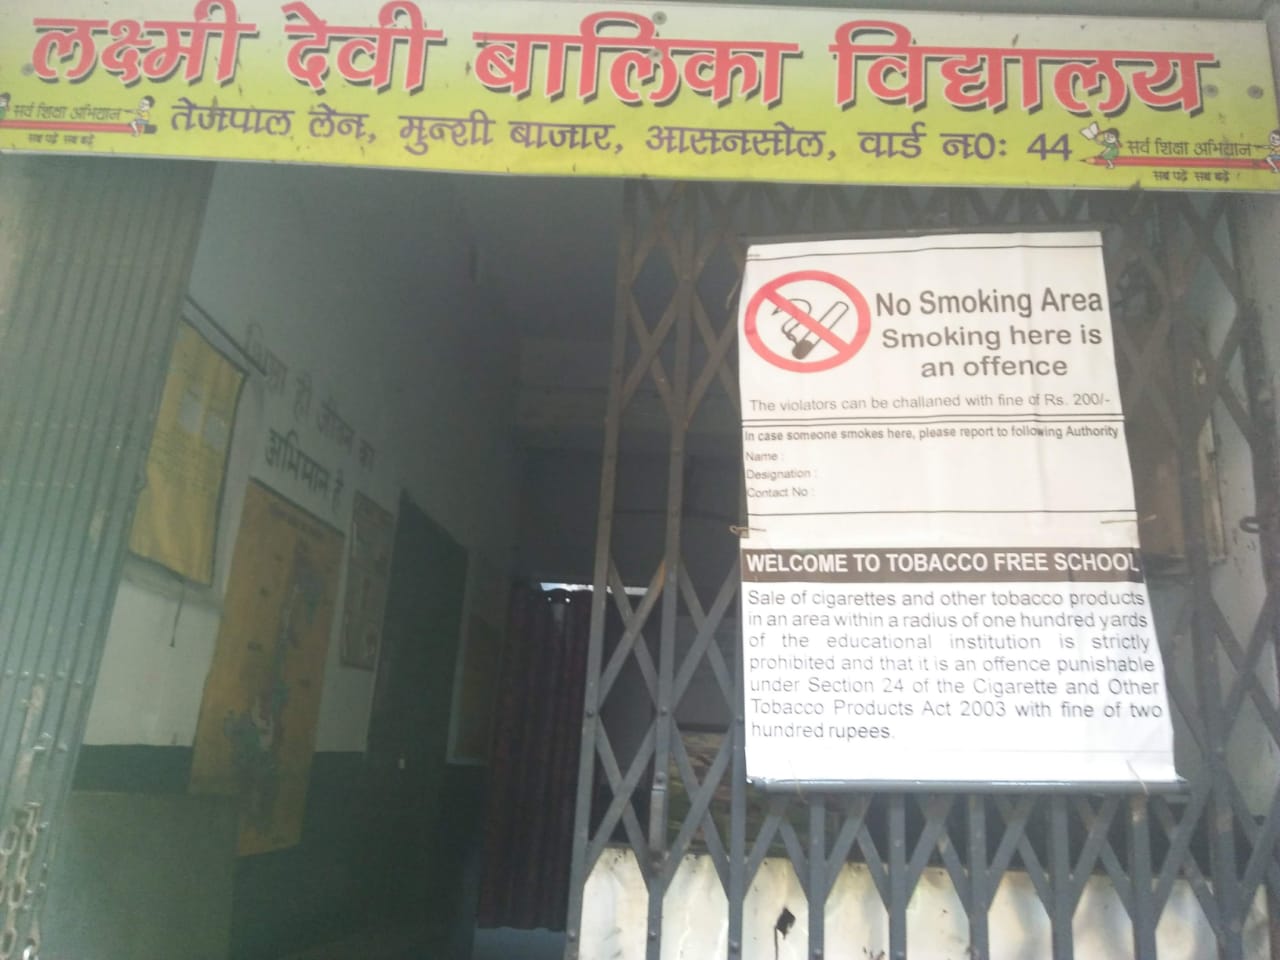 लक्ष्मी देवी बालिका विद्यालय
सर्व शिक्षा अभियान
सब पढ़ें सब बढ़ें
तेजपाल लेन, मुन्शी बाजार, आसनसोल, वार्ड न0: 44
सर्व शिक्षा अभियान
सब पढ़ें सब बढ़ें
शिक्षा ही जीवन का
अभिमान है
No Smoking Area
Smoking here is
an offence
The violators can be challaned with fine of Rs. 200/-
In case someone smokes here, please report to following Authority
Name :
Designation :
Contact No :
WELCOME TO TOBACCO FREE SCHOOL
Sale of cigarettes and other tobacco products
in an area within a radius of one hundred yards
of the educational institution is strictly
prohibited and that it is an offence punishable
under Section 24 of the Cigarette and Other
Tobacco Products Act 2003 with fine of two
hundred rupees.